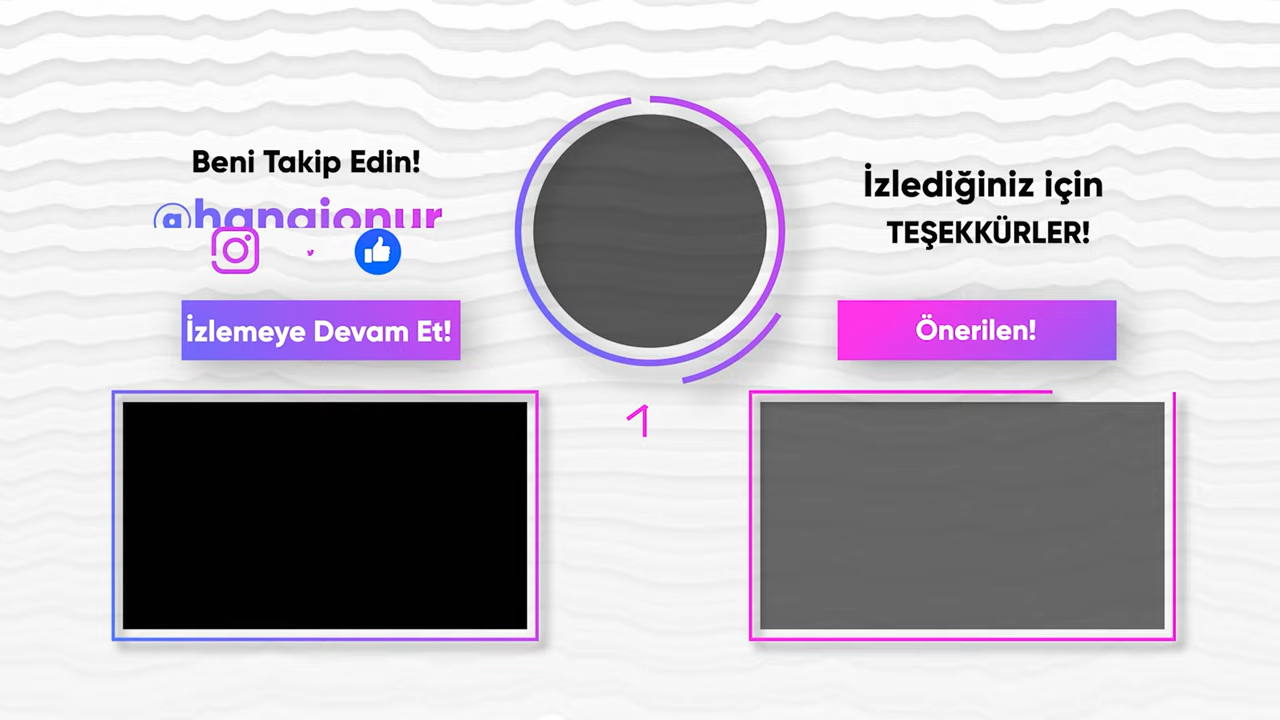 Beni Takip Edin!
İzlediğiniz için
TEŞEKKÜRLER!
İzlemeye Devam Et!
Önerilen!